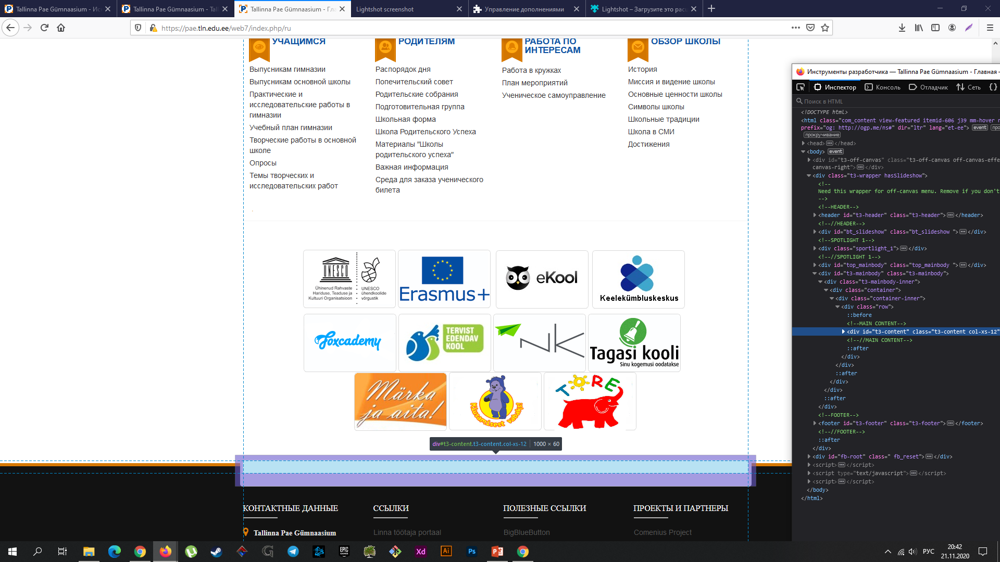 Tallinna Pae Gümnaasium - Ис
Tallinna Pae Gümnaasium - Tal
Tallinna Pae Gümnaasium - Гла
Lightshot screenshot
Управление дополнениями
Lightshot – Загрузите это рас
https://pae.tln.edu.ee/web7/index.php/ru
УЧАЩИМСЯ
Выпусникам гимназии
Выпусникам основной школы
Практические и
исследовательские работы в
гимназии
Учебный план гимназии
Творческие работы в основной
школе
Опросы
Темы творческих и
исследовательских работ
РОДИТЕЛЯМ
Распорядок дня
Попечительский совет
Родительские собрания
Подготовительная группа
Школьная форма
Школа Родительского Успеха
Материалы "Школы
родительского успеха"
Важная информация
Среда для заказа ученического
билета
РАБОТА ПО
ИНТЕРЕСАМ
Работа в кружках
План мероприятий
Ученическое самоуправление
ОБЗОР ШКОЛЫ
История
Миссия и видение школы
Основные ценности школы
Символы школы
Школьные традиции
Школа в СМИ
Достижения
UNESCO
Ühinenud Rahvaste
Hariduse, Teaduse ja
Kultuuri Organisatsioon
UNESCO
ühendkoolide
võrgustik
Erasmus+
eKool
Keelekümbluskeskus
Foxcademy
TERVIST
EDENDAV
KOOL
NK
Tagasi kooli
Sinu kogemusi oodatakse
Märka
ja aita!
Kiusamisest vabaks!
TORE
div#t3-content.t3-content.col-xs-12 1000 × 60
КОНТАКТНЫЕ ДАННЫЕ
Tallinna Pae Gümnaasium
ССЫЛКИ
Linna töötaja portaal
ПОЛЕЗНЫЕ ССЫЛКИ
BigBlueButton
ПРОЕКТЫ И ПАРТНЕРЫ
Comenius Project
Инструменты разработчика — Tallinna Pae Gümnaasium - Главная -
Инспектор
Консоль
Отладчик
Сеть
Поиск в HTML
<!DOCTYPE html>
<html class="com_content view-featured itemid-606 j39 mm-hover
prefix="og: http://ogp.me/ns#" dir="ltr" lang="et-ee"> event
прокручивание
<head> </head>
<body> event
<div id="t3-off-canvas" class="t3-off-canvas off-canvas-effe
canvas-right"> </div>
<div class="t3-wrapper hasSlideshow">
<!--
Need this wrapper for off-canvas menu. Remove if you don't
-->
<!--HEADER-->
<header id="t3-header" class="t3-header"> </header>
<!--//HEADER-->
<div id="bt_slideshow" class="bt_slideshow "> </div>
<!--SPOTLIGHT 1-->
<div class="sportlight_1"> </div>
<!--//SPOTLIGHT 1-->
<div id="top_mainbody" class="top_mainbody "> </div>
<div id="t3-mainbody" class="t3-mainbody">
<div class="t3-mainbody-inner">
<div class="container">
<div class="container-inner">
<div class="row">
::before
<!--MAIN CONTENT-->
<div id="t3-content" class="t3-content col-xs-12"
<!--//MAIN CONTENT-->
::after
</div>
</div>
::after
</div>
</div>
::after
</div>
<!--FOOTER-->
<footer id="t3-footer" class="t3-footer"> </footer>
<!--//FOOTER-->
::after
</div>
<div id="fb-root" class=" fb_reset"> </div>
<script> </script>
<script type="text/javascript"> </script>
<script> </script>
</body>
</html>
EPIC
GAMES
Xd
Ai
Ps
РУС
20:42
21.11.2020